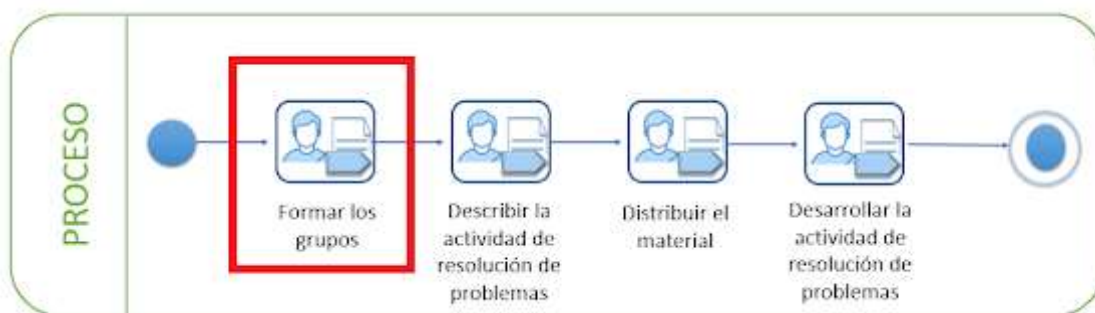 PROCESO
Formar los
grupos
Describir la
actividad de
resolución de
problemas
Distribuir el
material
Desarrollar la
actividad de
resolución de
problemas